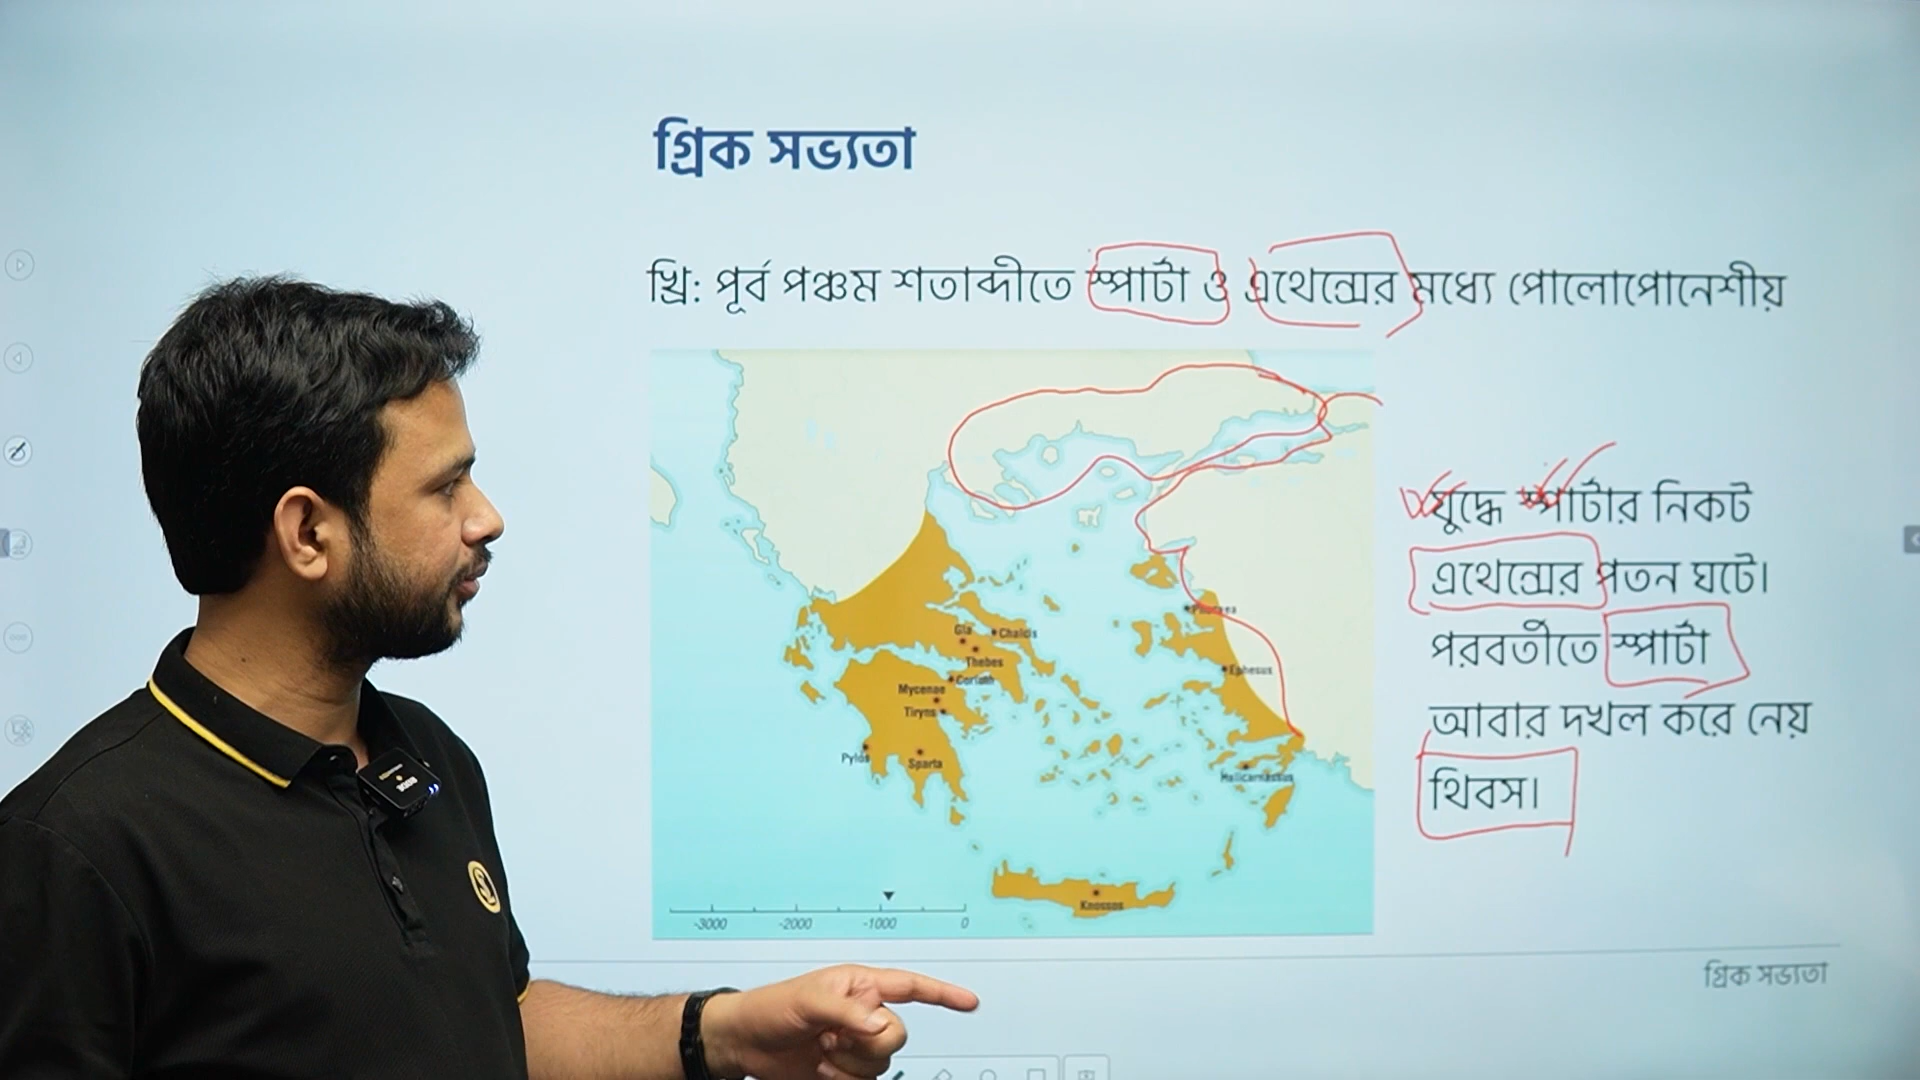 গ্রিক সভ্যতা
খ্রি: পূর্ব পঞ্চম শতাব্দীতে স্পার্টা ও এথেন্সের মধ্যে পোলোপোনেশীয়
যুদ্ধে স্পার্টার নিকট
এথেন্সের পতন ঘটে।
পরবর্তীতে স্পার্টা
আবার দখল করে নেয়
থিবস।
Phocaea
Gla
Chalcis
Thebes
Corinth
Ephesus
Mycenae
Tiryns
Pylos
Sparta
Halicarnassus
Knossos
-3000 -2000 -1000 0
গ্রিক সভ্যতা